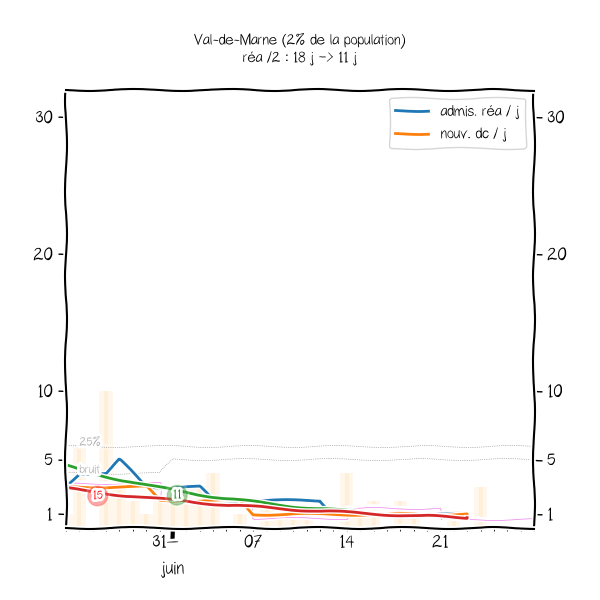 Val-de-Marne (2% de la population)
réa /2 : 18 j -> 11 j
admis. réa / j
nouv. dc / j
30
30
20
20
10
10
25%
bruit
5
5
15
11
1
1
31
07
14
21
juin